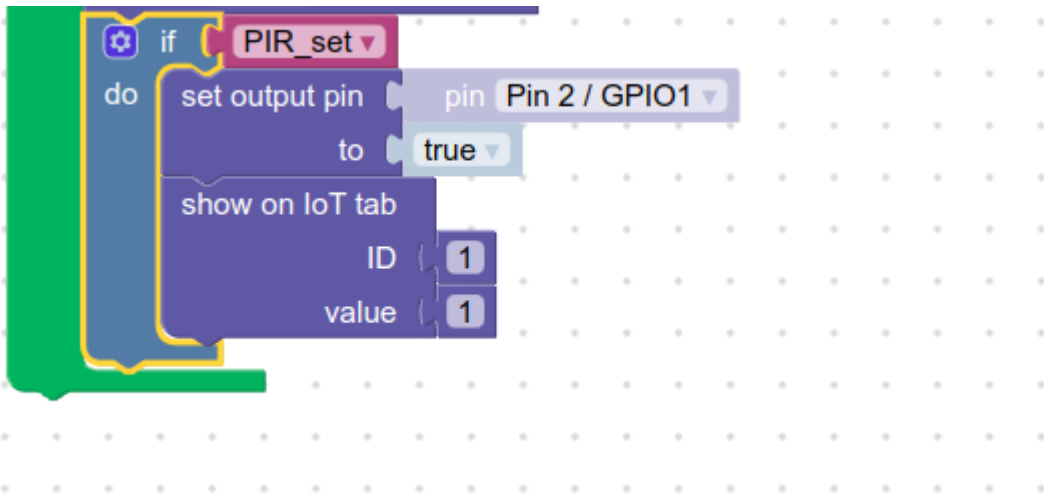 if PIR_set
do set output pin pin Pin 2 / GPIO1
to true
show on IoT tab
ID 1
value 1